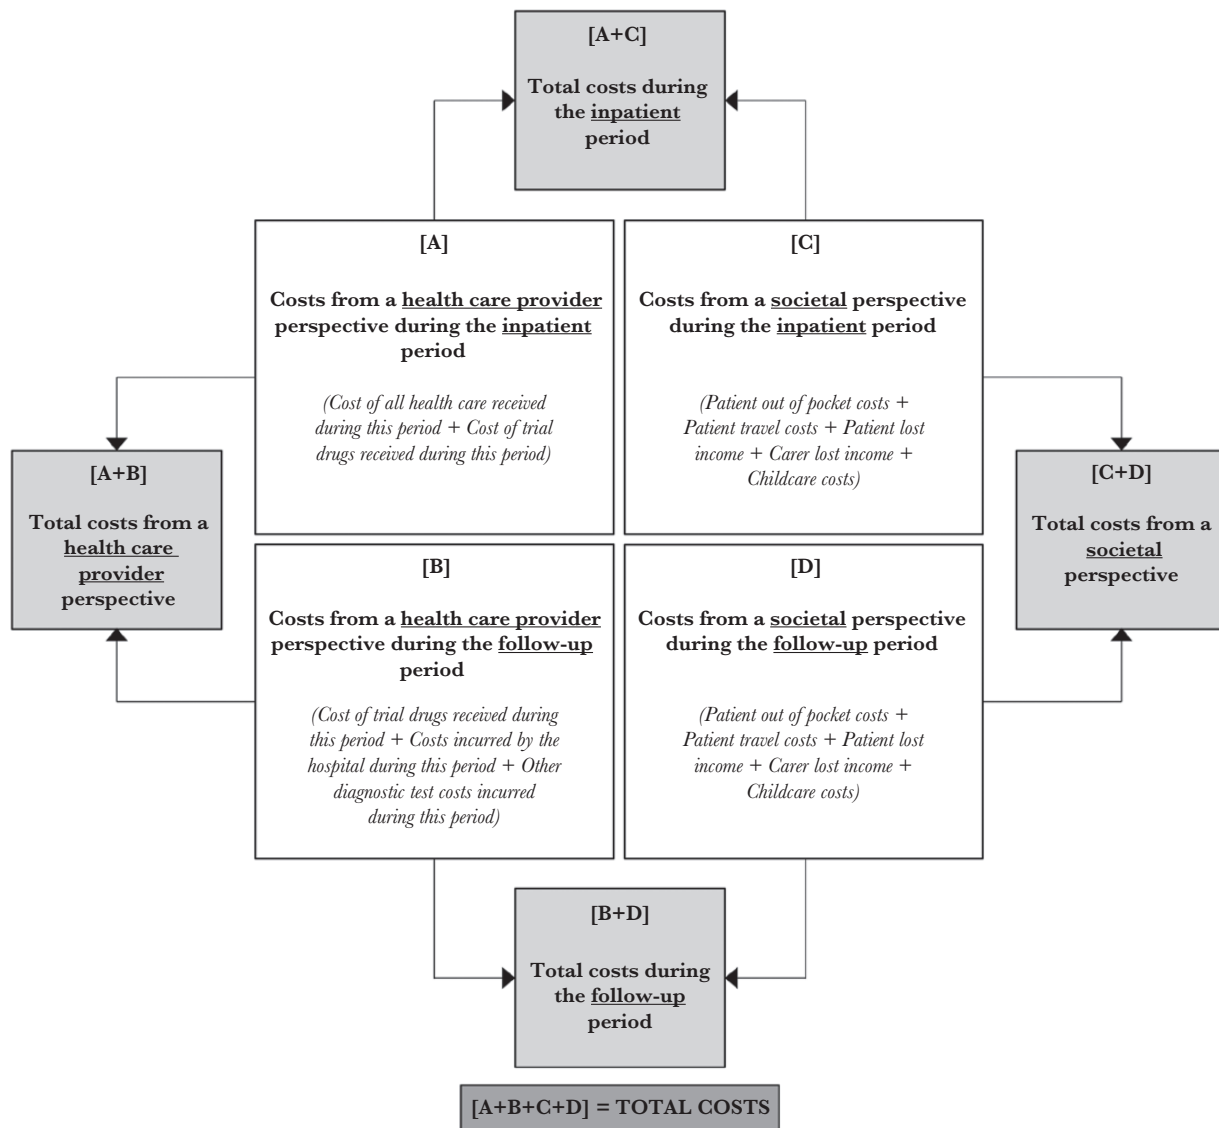 [A+C]
Total costs during
the inpatient
period
[A]
Costs from a health care provider
perspective during the inpatient
period
(Cost of all health care received
during this period + Cost of trial
drugs received during this period)
[C]
Costs from a societal perspective
during the inpatient period
(Patient out of pocket costs +
Patient travel costs + Patient lost
income + Carer lost income +
Childcare costs)
[A+B]
Total costs from a
health care
provider
perspective
[C+D]
Total costs from a
societal
perspective
[B]
Costs from a health care provider
perspective during the follow-up
period
(Cost of trial drugs received during
this period + Costs incurred by the
hospital during this period + Other
diagnostic test costs incurred
during this period)
[D]
Costs from a societal perspective
during the follow-up period
(Patient out of pocket costs +
Patient travel costs + Patient lost
income + Carer lost income +
Childcare costs)
[B+D]
Total costs during
the follow-up
period
[A+B+C+D] = TOTAL COSTS